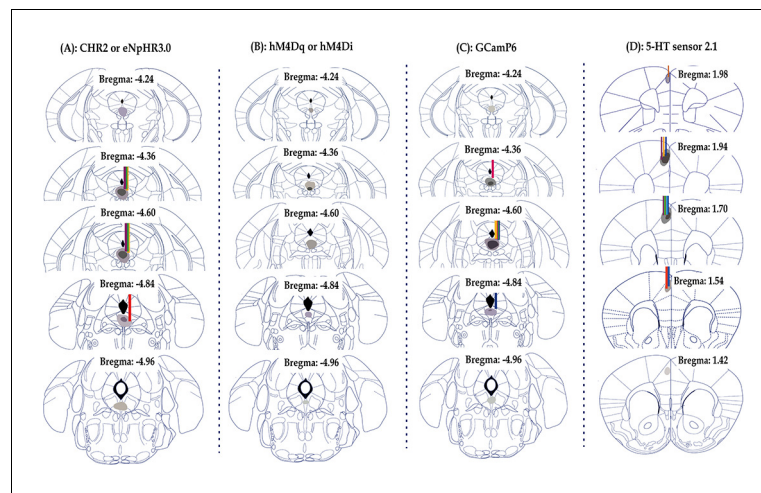 (A): CHR2 or eNpHR3.0
(B): hM4Dq or hM4Di
(C): GCamP6
(D): 5-HT sensor 2.1
Bregma: -4.24
Bregma: -4.24
Bregma: -4.24
Bregma: 1.98
Bregma: -4.36
Bregma: -4.36
Bregma: -4.36
Bregma: 1.94
Bregma: -4.60
Bregma: -4.60
Bregma: -4.60
Bregma: 1.70
Bregma: -4.84
Bregma: -4.84
Bregma: -4.84
Bregma: 1.54
Bregma: -4.96
Bregma: -4.96
Bregma: -4.96
Bregma: 1.42